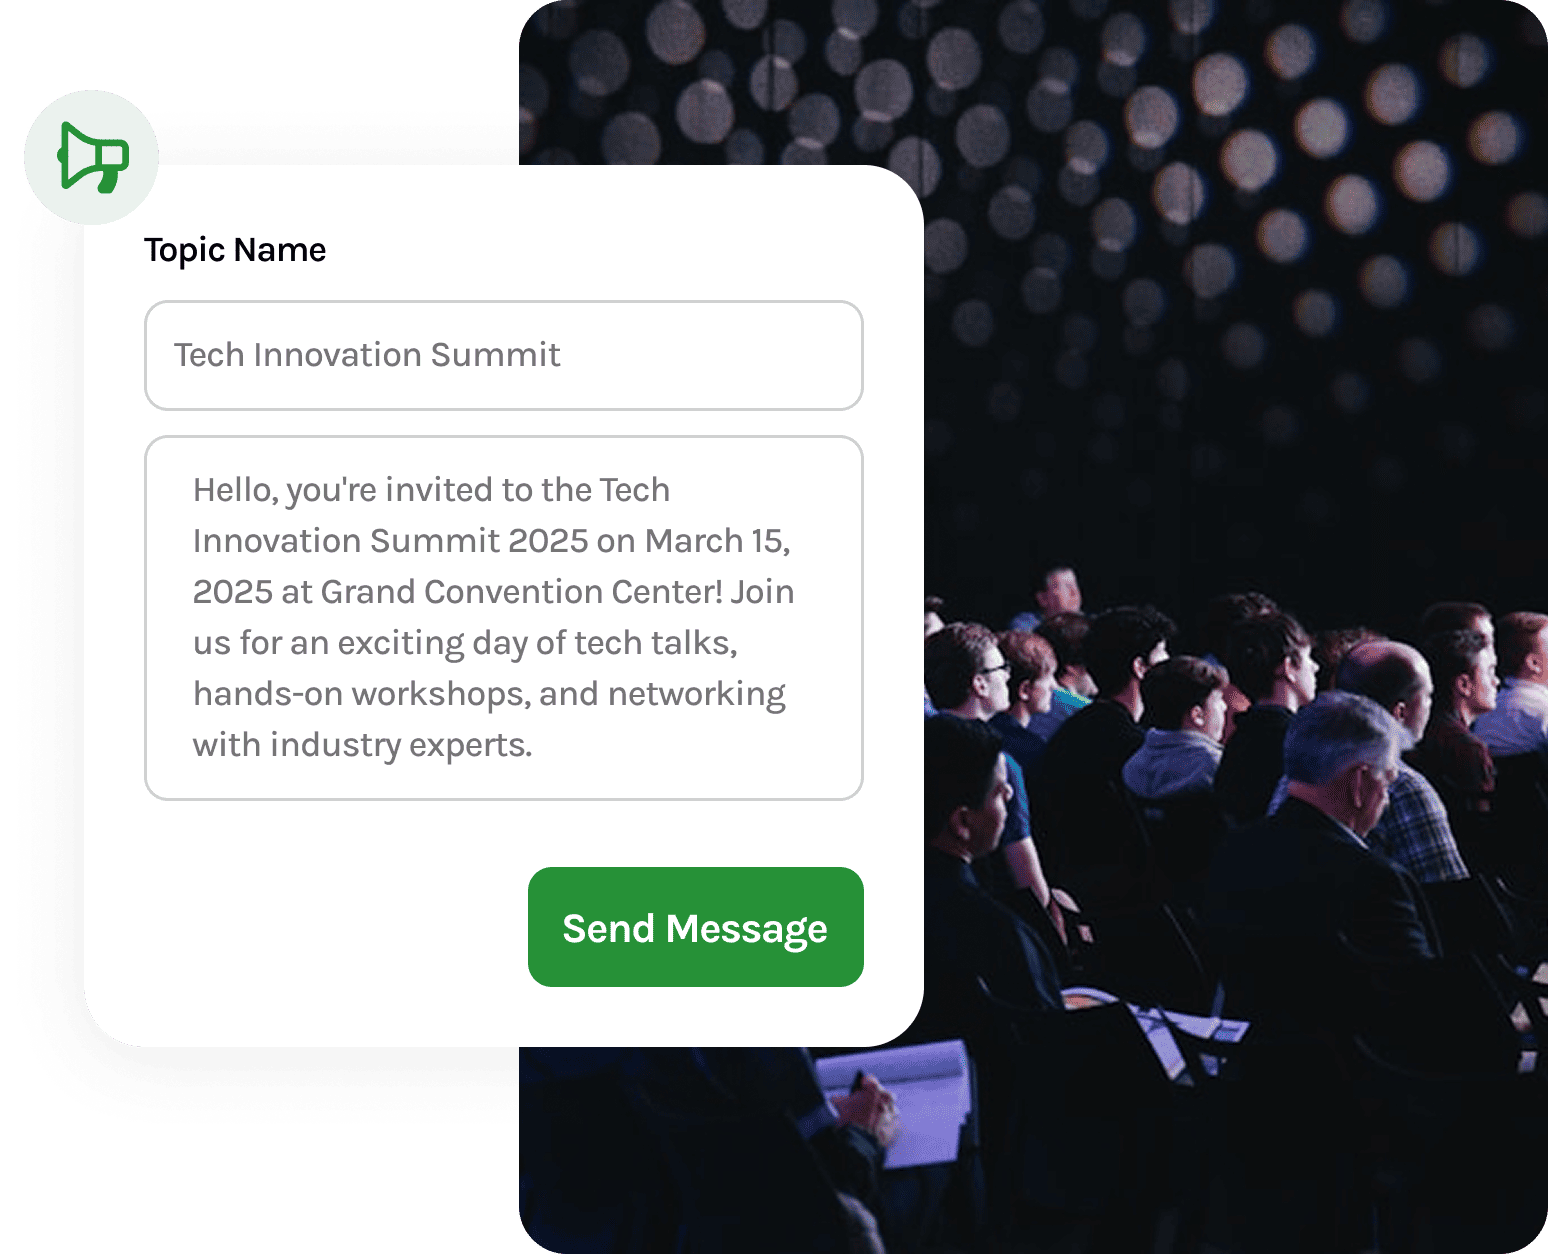 Topic Name
Tech Innovation Summit
Hello, you're invited to the Tech
Innovation Summit 2025 on March 15,
2025 at Grand Convention Center! Join
us for an exciting day of tech talks,
hands-on workshops, and networking
with industry experts.
Send Message